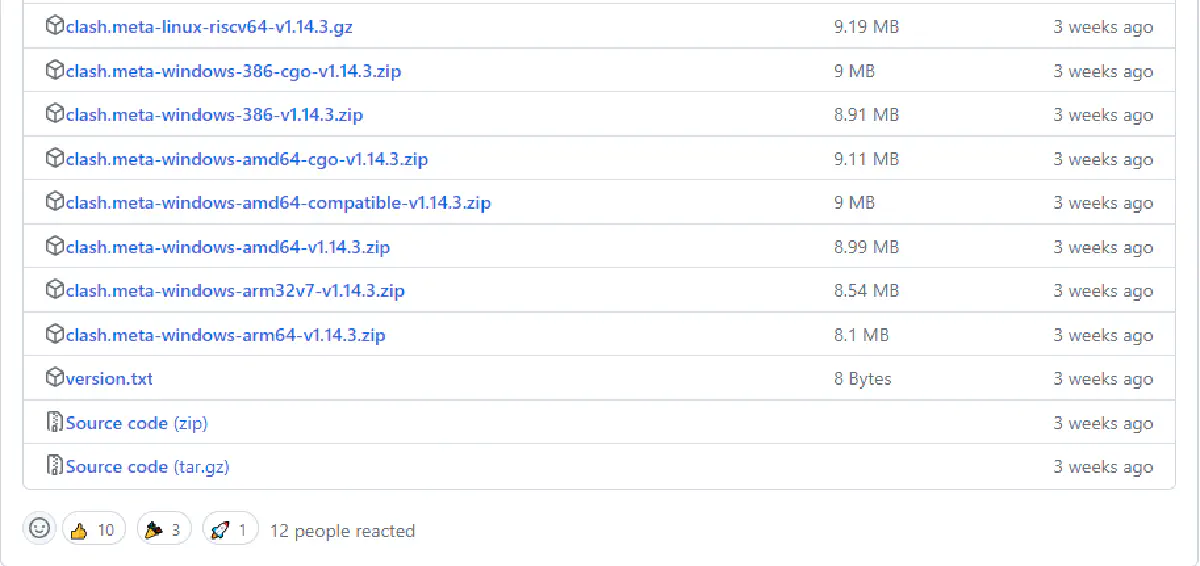 clash.meta-linux-riscv64-v1.14.3.gz 9.19 MB 3 weeks ago
clash.meta-windows-386-cgo-v1.14.3.zip 9 MB 3 weeks ago
clash.meta-windows-386-v1.14.3.zip 8.91 MB 3 weeks ago
clash.meta-windows-amd64-cgo-v1.14.3.zip 9.11 MB 3 weeks ago
clash.meta-windows-amd64-compatible-v1.14.3.zip 9 MB 3 weeks ago
clash.meta-windows-amd64-v1.14.3.zip 8.99 MB 3 weeks ago
clash.meta-windows-arm32v7-v1.14.3.zip 8.54 MB 3 weeks ago
clash.meta-windows-arm64-v1.14.3.zip 8.1 MB 3 weeks ago
version.txt 8 Bytes 3 weeks ago
Source code (zip) 3 weeks ago
Source code (tar.gz) 3 weeks ago
10 3 1 12 people reacted